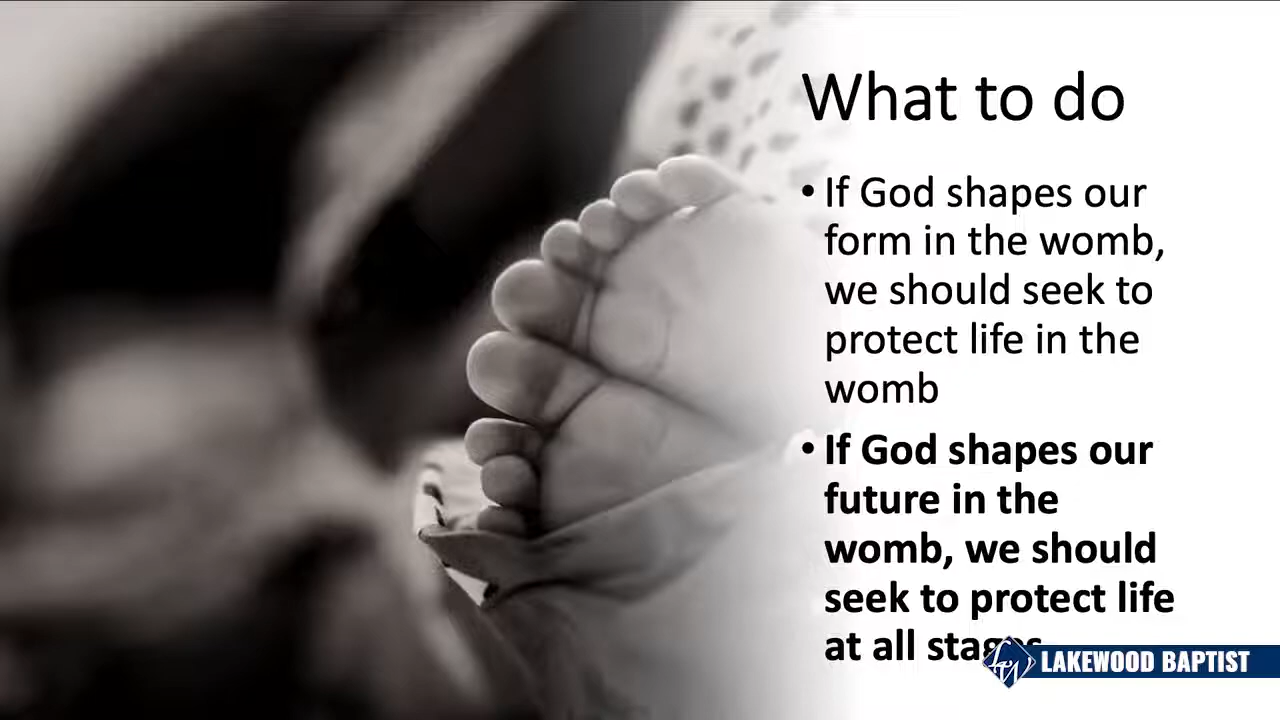 What to do
• If God shapes our
form in the womb,
we should seek to
protect life in the
womb
• If God shapes our
future in the
womb, we should
seek to protect life
at all stages
LAKEWOOD BAPTIST